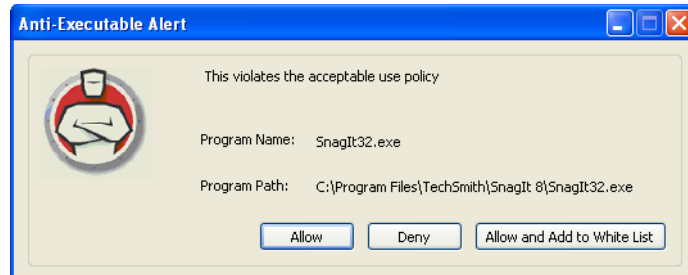 Anti-Executable Alert
This violates the acceptable use policy
Program Name: SnagIt32.exe
Program Path: C:\Program Files\TechSmith\SnagIt 8\SnagIt32.exe
Allow Deny Allow and Add to White List